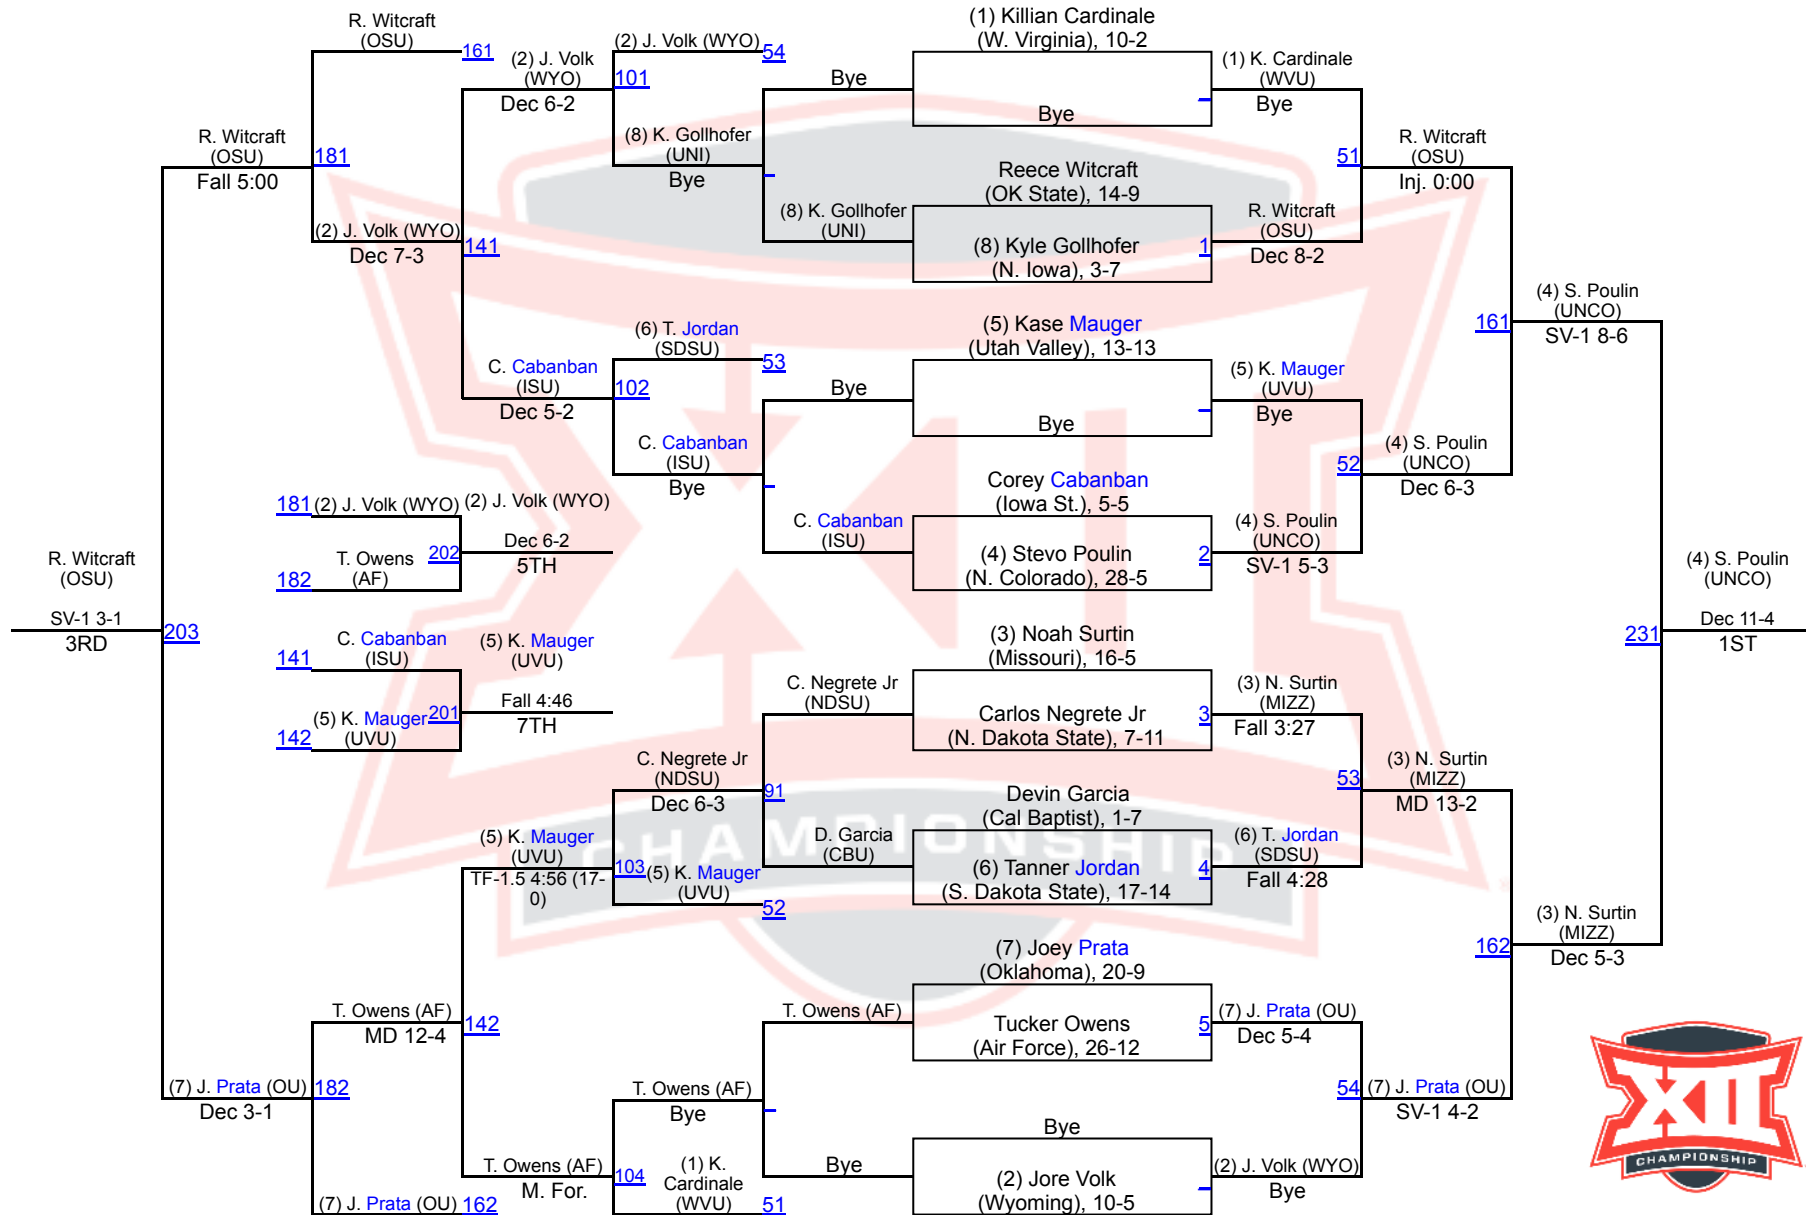 R. Witcraft
(OSU)
161
(2) J. Volk
(WYO)
Dec 6-2
(2) J. Volk (WYO)
54
101
(8) K. Gollhofer
(UNI)
Bye
Bye
(1) Killian Cardinale
(W. Virginia), 10-2
Bye
(1) K. Cardinale
(WVU)
Bye
R. Witcraft
(OSU)
Fall 5:00
181
Reece Witcraft
(OK State), 14-9
51
R. Witcraft
(OSU)
Inj. 0:00
(8) K. Gollhofer
(UNI)
(8) Kyle Gollhofer
(N. Iowa), 3-7
1
R. Witcraft
(OSU)
Dec 8-2
(2) J. Volk (WYO)
Dec 7-3
141
(6) T. Jordan
(SDSU)
53
(5) Kase Mauger
(Utah Valley), 13-13
161
(4) S. Poulin
(UNCO)
SV-1 8-6
C. Cabanban
(ISU)
Dec 5-2
102
Bye
Bye
(5) K. Mauger
(UVU)
Bye
C. Cabanban
(ISU)
Bye
Corey Cabanban
(Iowa St.), 5-5
52
(4) S. Poulin
(UNCO)
Dec 6-3
C. Cabanban
(ISU)
(4) Stevo Poulin
(N. Colorado), 28-5
2
(4) S. Poulin
(UNCO)
SV-1 5-3
181
(2) J. Volk (WYO)
(2) J. Volk (WYO)
T. Owens
(AF)
202
Dec 6-2
5TH
182
R. Witcraft
(OSU)
SV-1 3-1
3RD
203
(4) S. Poulin
(UNCO)
Dec 11-4
1ST
231
141
C. Cabanban
(ISU)
(5) K. Mauger
(UVU)
(5) K. Mauger
(UVU)
201
Fall 4:46
7TH
142
(3) Noah Surtin
(Missouri), 16-5
C. Negrete Jr
(NDSU)
Carlos Negrete Jr
(N. Dakota State), 7-11
3
(3) N. Surtin
(MIZZ)
Fall 3:27
C. Negrete Jr
(NDSU)
Dec 6-3
91
Devin Garcia
(Cal Baptist), 1-7
53
(3) N. Surtin
(MIZZ)
MD 13-2
D. Garcia
(CBU)
(6) Tanner Jordan
(S. Dakota State), 17-14
4
(6) T. Jordan
(SDSU)
Fall 4:28
(5) K. Mauger
(UVU)
TF-1.5 4:56 (17-
0)
103
(5) K. Mauger
(UVU)
52
CHAMPIONSHIP
(7) Joey Prata
(Oklahoma), 20-9
162
(3) N. Surtin
(MIZZ)
Dec 5-3
T. Owens (AF)
MD 12-4
142
T. Owens (AF)
Tucker Owens
(Air Force), 26-12
5
(7) J. Prata (OU)
Dec 5-4
(7) J. Prata (OU)
Dec 3-1
182
T. Owens (AF)
Bye
Bye
54
(7) J. Prata (OU)
SV-1 4-2
T. Owens (AF)
M. For.
104
(1) K.
Cardinale
(WVU)
51
Bye
(2) Jore Volk
(Wyoming), 10-5
(2) J. Volk (WYO)
Bye
(7) J. Prata (OU)
162
XII
CHAMPIONSHIP